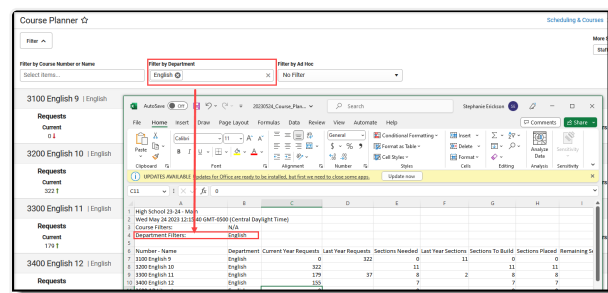 Course Planner ☆
Scheduling & Courses
Filter
More S
Staff
Filter by Course Number or Name
Filter by Department
Filter by Ad Hoc
Select items...
English
No Filter
3100 English 9 | English
Requests
Current
0
3200 English 10 | English
Requests
Current
322
3300 English 11 | English
Requests
Current
179
3400 English 12 | English
Requests
AutoSave Off
20230524_Course_Plan...
Search
Stephanie Erickson
File Home Insert Draw Page Layout Formulas Data Review View Automate Help
Comments
Share
Paste
Calibri
11
General
Conditional Formatting
Format as Table
Cell Styles
Insert
Delete
Format
Analyze Data
Sensitivity
Clipboard
Font
Alignment
Number
Styles
Cells
Editing
Analysis
Sensitivity
UPDATES AVAILABLE Updates for Office are ready to be installed, but first we need to close some apps. Update now
C11 fx 0
A B C D E F G H I
1 High School 23-24 - Main
2 Wed May 24 2023 12:15:40 GMT-0500 (Central Daylight Time)
3 Course Filters: N/A
4 Department Filters: English
5
6 Number - Name Department Current Year Requests Last Year Requests Sections Needed Last Year Sections Sections To Build Sections Placed Remaining Se
7 3100 English 9 English 0 322 0 11 0 0
8 3200 English 10 English 322 11 11 11
9 3300 English 11 English 179 37 8 2 8 8
10 3400 English 12 English 155 7 7 7